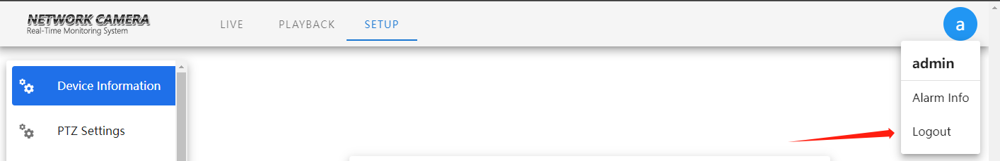 NETWORK CAMERA
Real-Time Monitoring System
LIVE
PLAYBACK
SETUP
a
admin
Alarm Info
Logout
Device Information
PTZ Settings